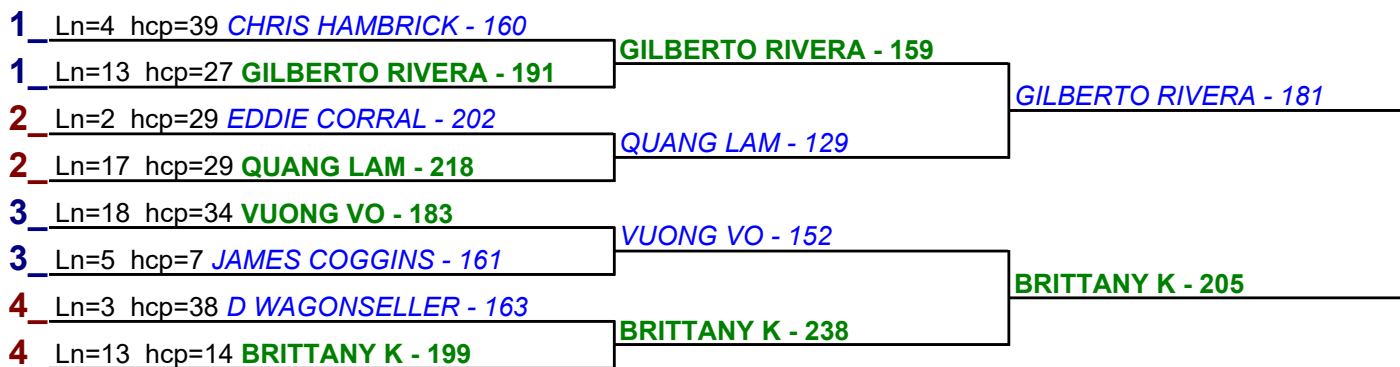 1_ Ln=4 hcp=39 CHRIS HAMBRICK - 160
GILBERTO RIVERA - 159
1_ Ln=13 hcp=27 GILBERTO RIVERA - 191
GILBERTO RIVERA - 181
2_ Ln=2 hcp=29 EDDIE CORRAL - 202
QUANG LAM - 129
2_ Ln=17 hcp=29 QUANG LAM - 218
3_ Ln=18 hcp=34 VUONG VO - 183
VUONG VO - 152
3_ Ln=5 hcp=7 JAMES COGGINS - 161
BRITTANY K - 205
4_ Ln=3 hcp=38 D WAGONSELLER - 163
BRITTANY K - 238
4 Ln=13 hcp=14 BRITTANY K - 199